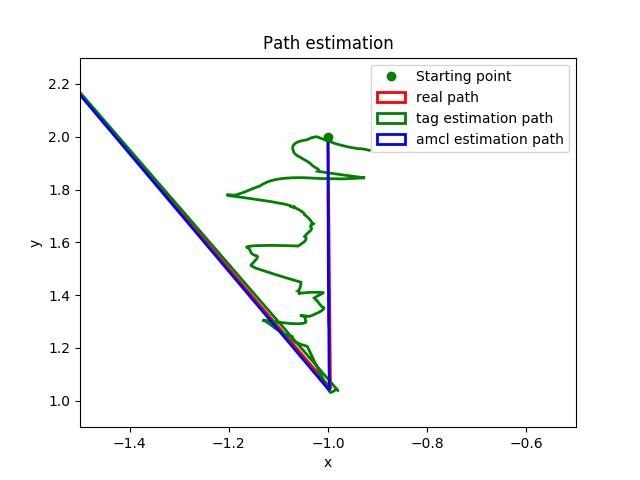 Path estimation
Starting point
real path
tag estimation path
amcl estimation path
2.2
2.0
1.8
1.6
1.4
1.2
1.0
y
−1.4
−1.2
−1.0
−0.8
−0.6
x